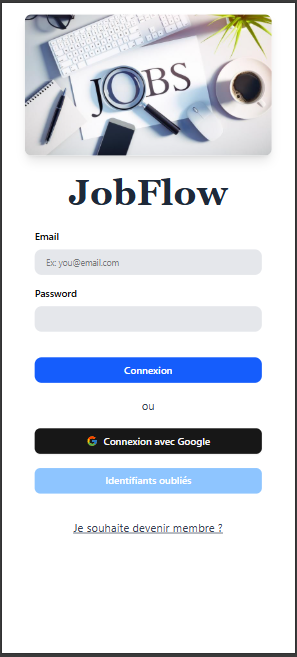 JOBS
JobFlow
Email
Ex: you@email.com
Password
Connexion
ou
Connexion avec Google
Identifiants oubliés
Je souhaite devenir membre ?